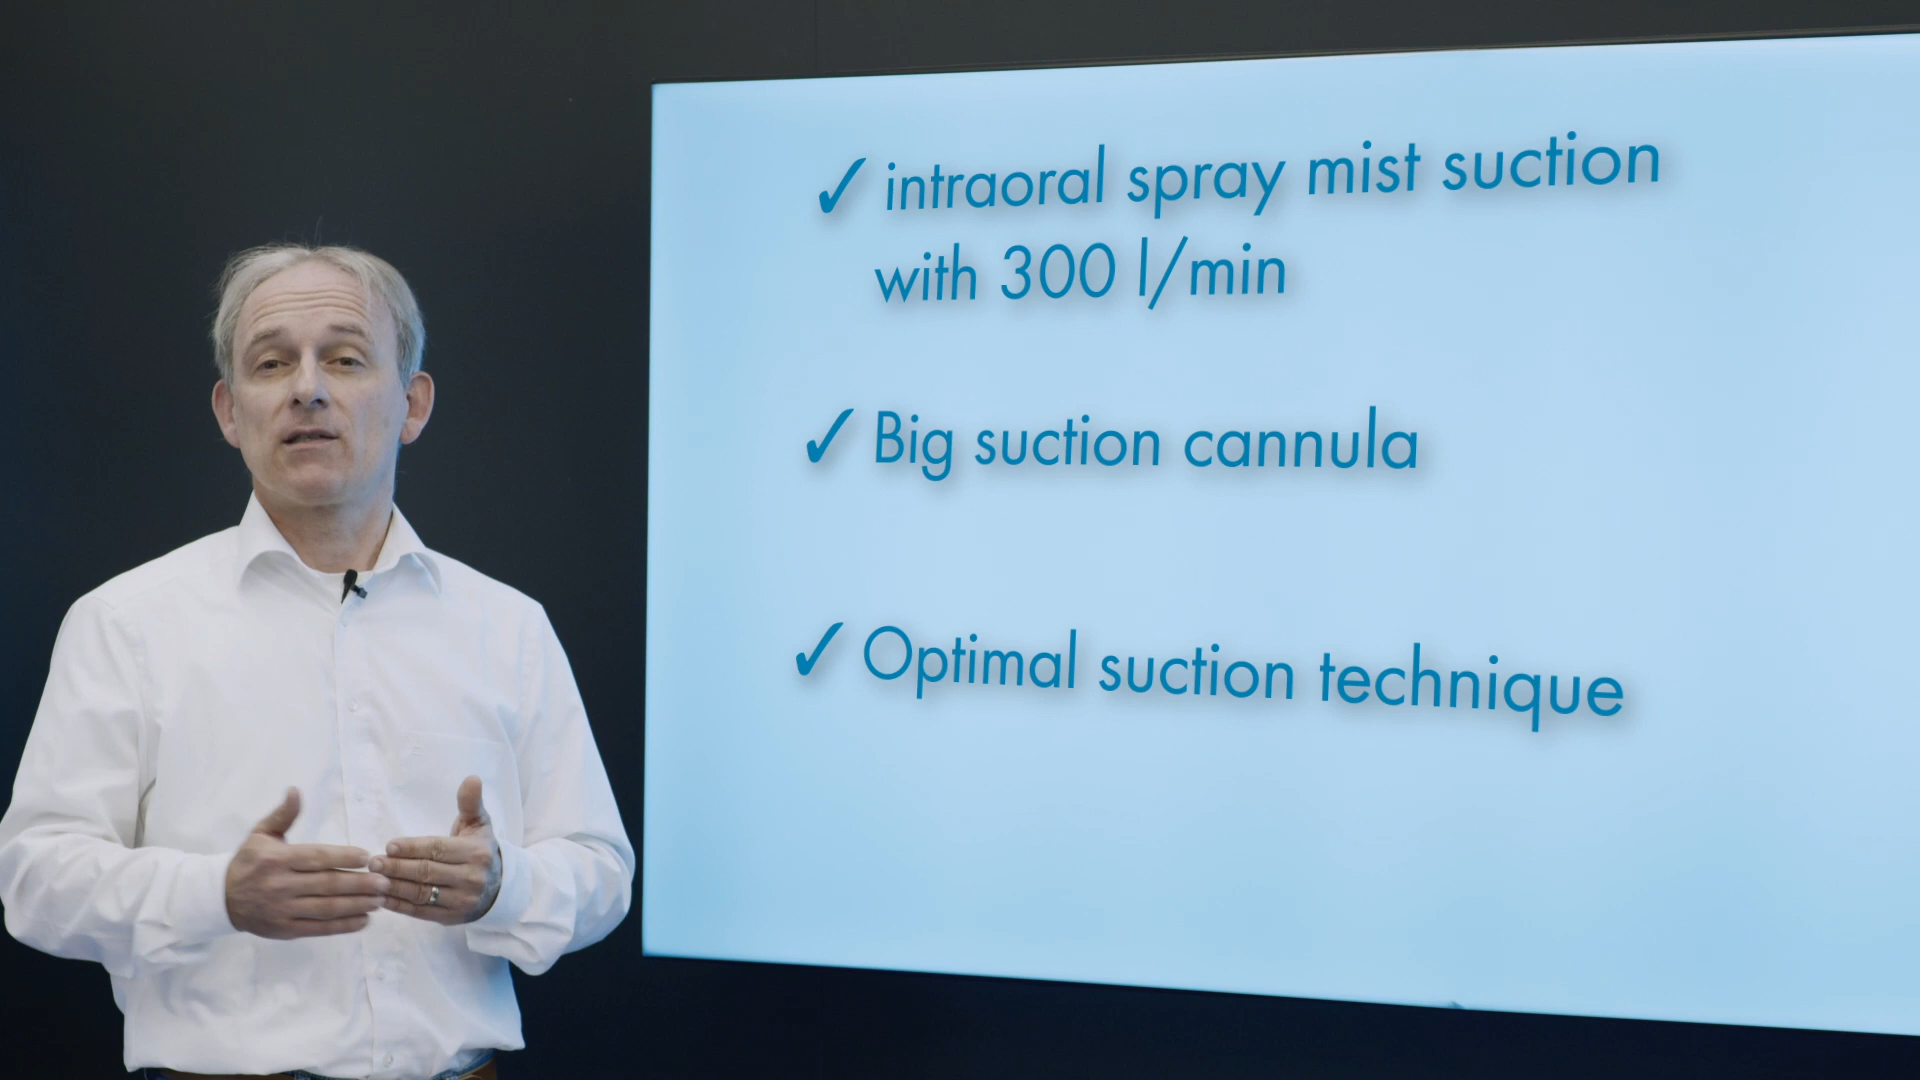 ✓ intraoral spray mist suction
with 300 l/min
✓ Big suction cannula
✓ Optimal suction technique